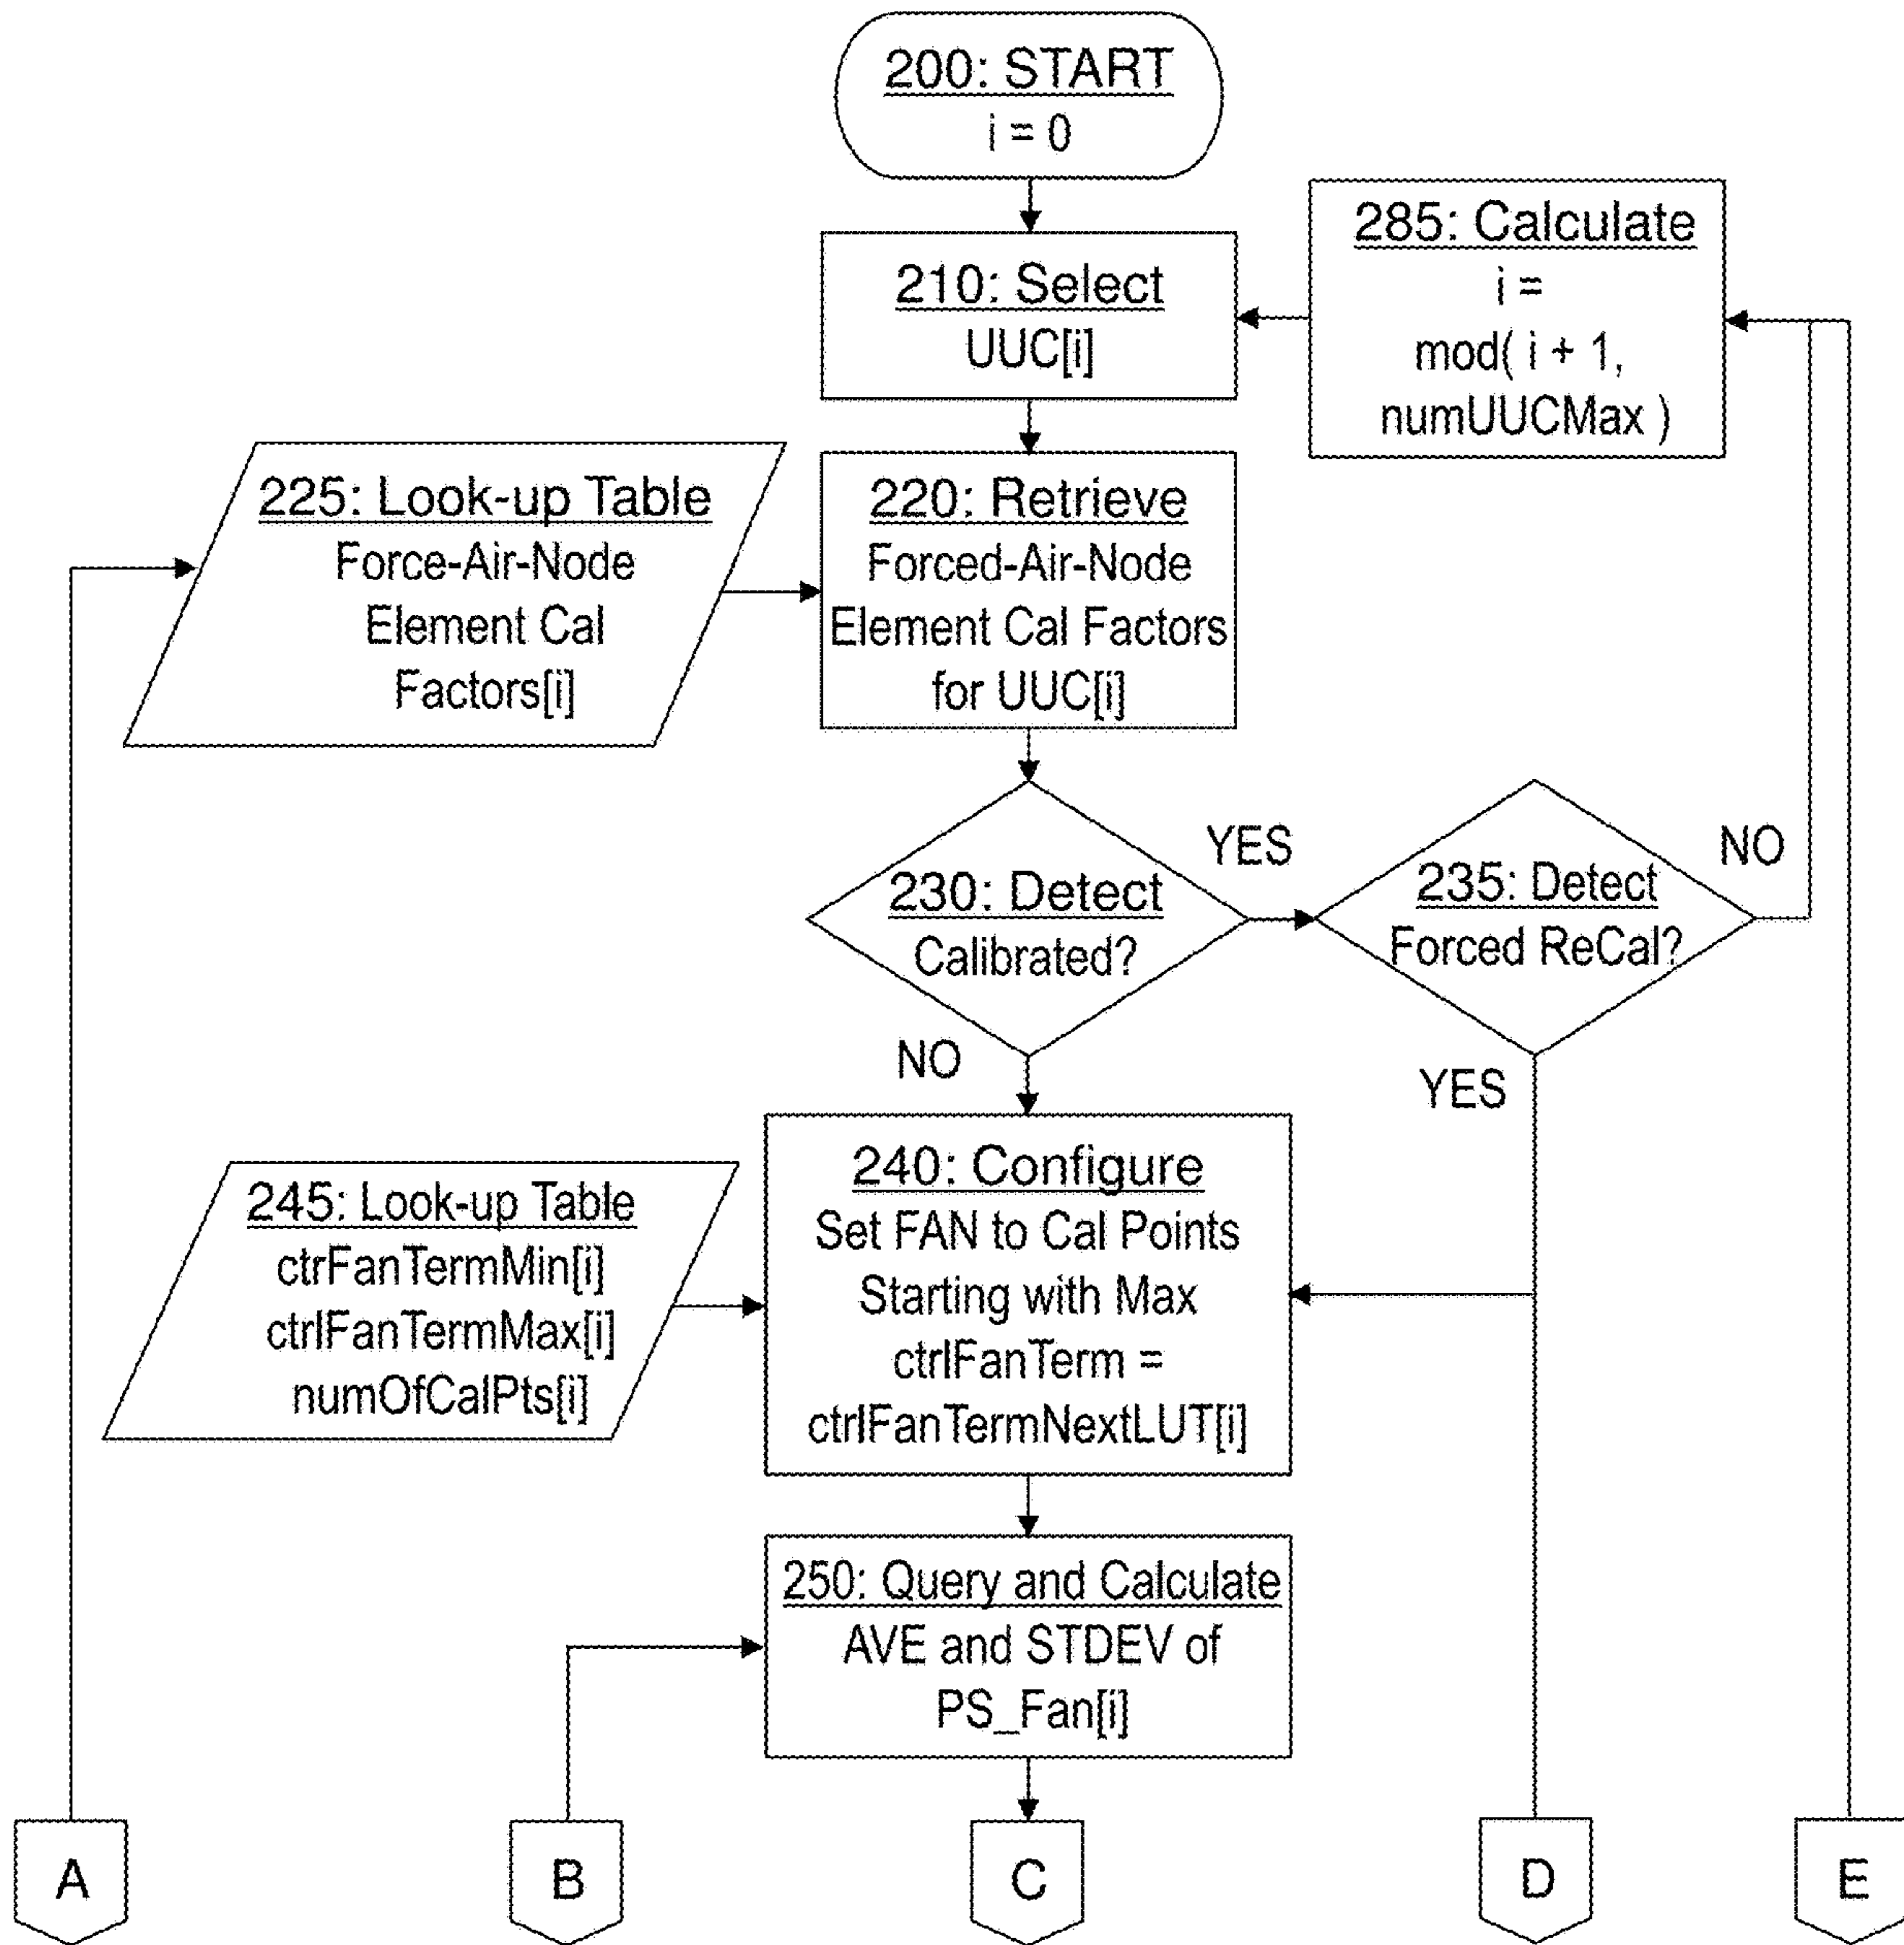 200: START
i = 0
285: Calculate
i =
mod( i + 1,
numUUCMax )
210: Select
UUC[i]
225: Look-up Table
Force-Air-Node
Element Cal
Factors[i]
220: Retrieve
Forced-Air-Node
Element Cal Factors
for UUC[i]
230: Detect
Calibrated?
YES
NO
235: Detect
Forced ReCal?
NO
YES
245: Look-up Table
ctrFanTermMin[i]
ctrlFanTermMax[i]
numOfCalPts[i]
240: Configure
Set FAN to Cal Points
Starting with Max
ctrlFanTerm =
ctrlFanTermNextLUT[i]
250: Query and Calculate
AVE and STDEV of
PS_Fan[i]
A
B
C
D
E